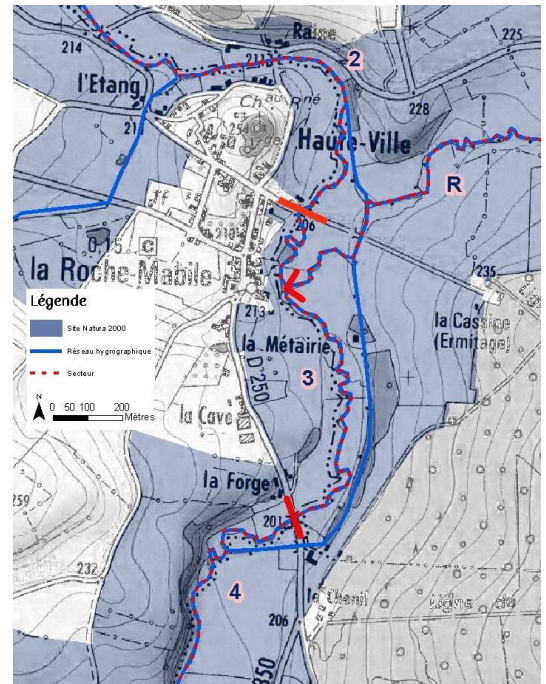 214
Raine
2
225
l'Etang
228
Haute-Ville
R
206
235
la Roche-Mabile
C
213
la Cassine
(Ermitage)
la Métairie
D 250
3
la Cave
la Forge
201
259
232
4
206
Légende
Site Natura 2000
Réseau hygrographique
Secteur
N
0 50 100 200
Mètres